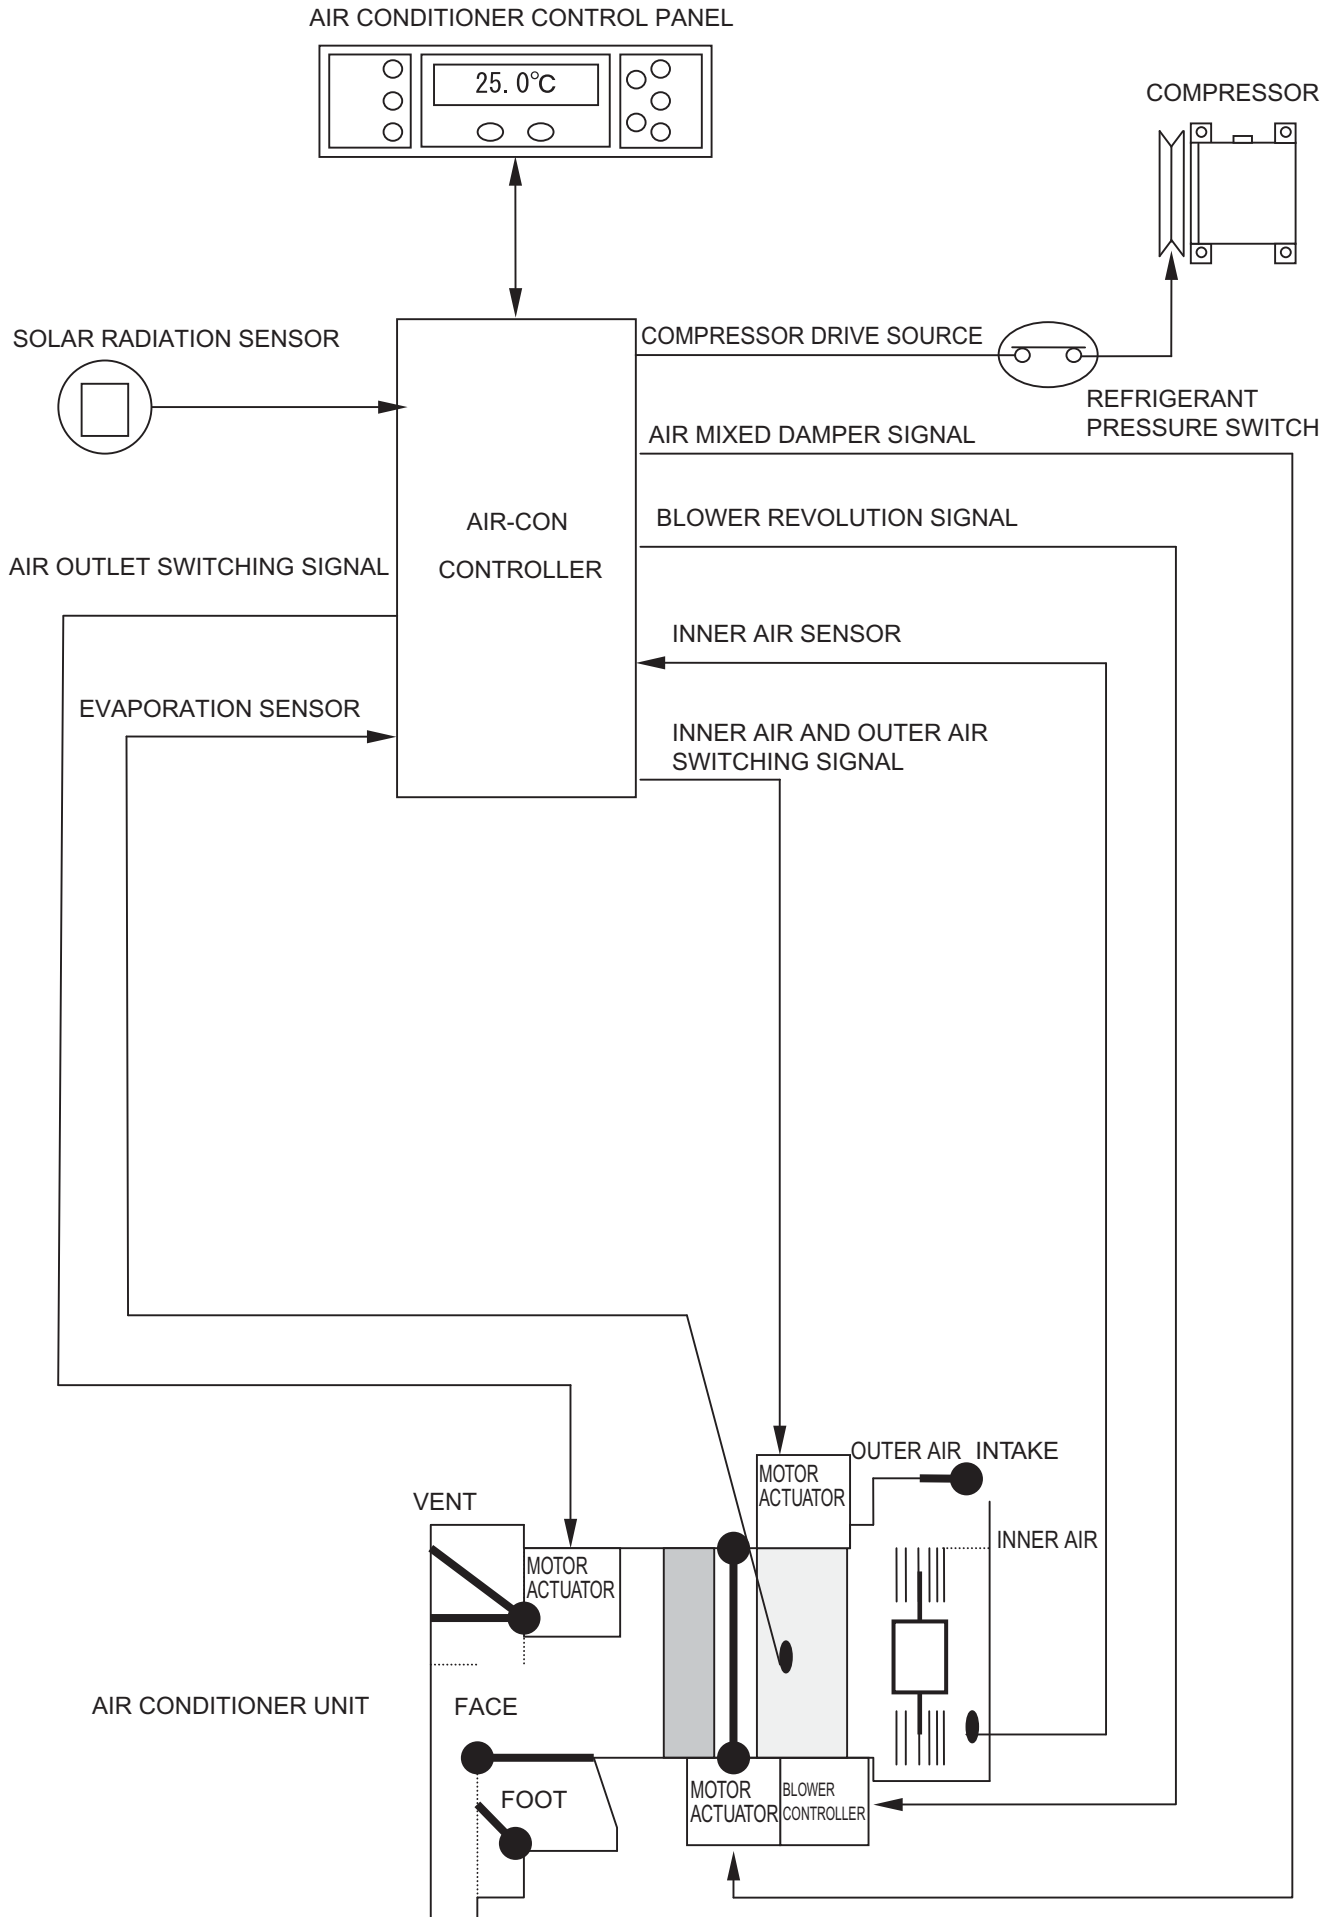 AIR CONDITIONER CONTROL PANEL
25.0℃
COMPRESSOR
SOLAR RADIATION SENSOR
COMPRESSOR DRIVE SOURCE
REFRIGERANT
PRESSURE SWITCH
AIR MIXED DAMPER SIGNAL
AIR-CON
CONTROLLER
BLOWER REVOLUTION SIGNAL
AIR OUTLET SWITCHING SIGNAL
INNER AIR SENSOR
EVAPORATION SENSOR
INNER AIR AND OUTER AIR
SWITCHING SIGNAL
OUTER AIR INTAKE
MOTOR
ACTUATOR
VENT
INNER AIR
MOTOR
ACTUATOR
AIR CONDITIONER UNIT
FACE
FOOT
MOTOR
ACTUATOR
BLOWER
CONTROLLER